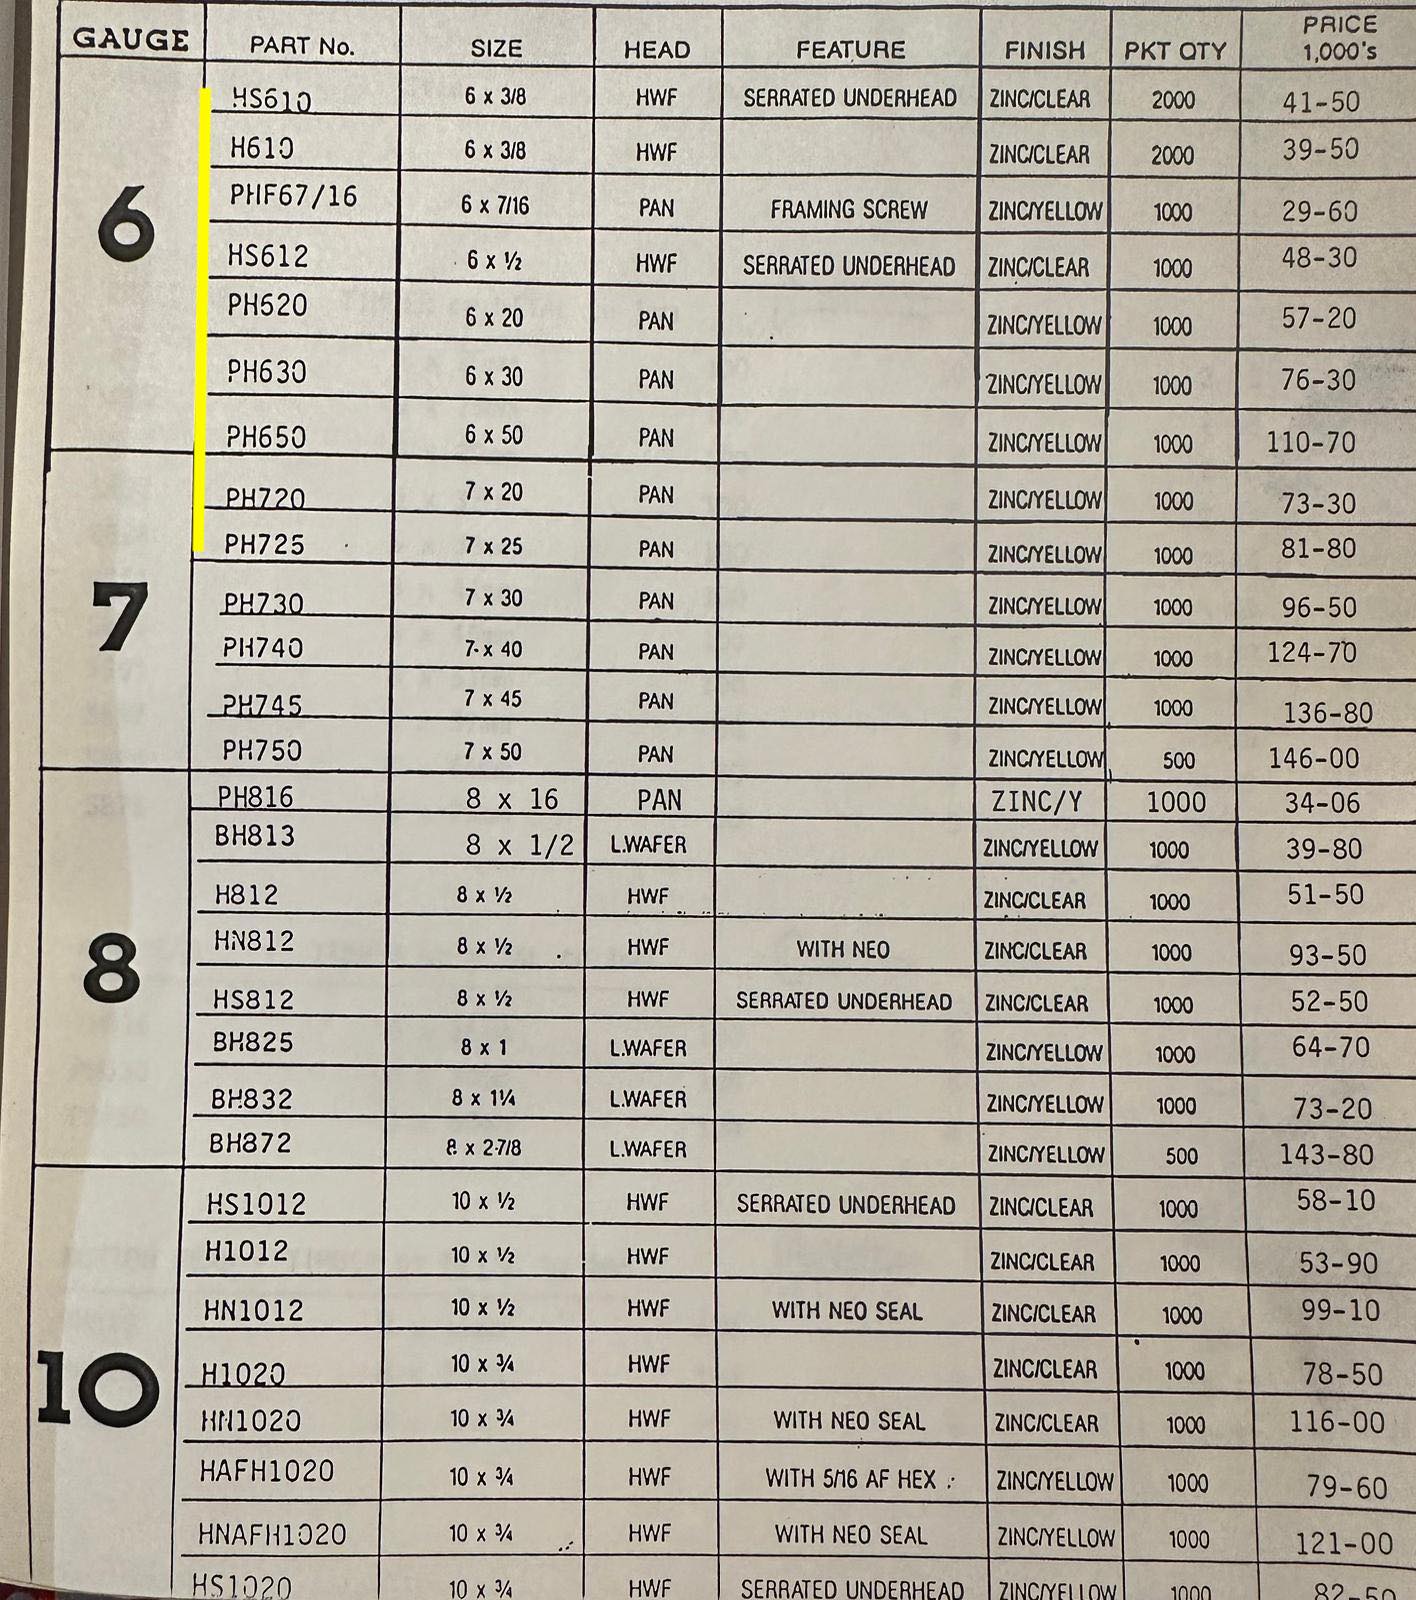 GAUGE PART No. SIZE HEAD FEATURE FINISH PKT QTY PRICE 1,000's
6
HS610 6 x 3/8 HWF SERRATED UNDERHEAD ZINC/CLEAR 2000 41-50
H610 6 x 3/8 HWF ZINC/CLEAR 2000 39-50
PHF67/16 6 x 7/16 PAN FRAMING SCREW ZINC/YELLOW 1000 29-60
HS612 6 x ½ HWF SERRATED UNDERHEAD ZINC/CLEAR 1000 48-30
PH620 6 x 20 PAN ZINC/YELLOW 1000 57-20
PH630 6 x 30 PAN ZINC/YELLOW 1000 76-30
PH650 6 x 50 PAN ZINC/YELLOW 1000 110-70
7
PH720 7 x 20 PAN ZINC/YELLOW 1000 73-30
PH725 7 x 25 PAN ZINC/YELLOW 1000 81-80
PH730 7 x 30 PAN ZINC/YELLOW 1000 96-50
PH740 7 x 40 PAN ZINC/YELLOW 1000 124-70
PH745 7 x 45 PAN ZINC/YELLOW 1000 136-80
PH750 7 x 50 PAN ZINC/YELLOW 500 146-00
8
PH816 8 x 16 PAN ZINC/Y 1000 34-06
BH813 8 x 1/2 L.WAFER ZINC/YELLOW 1000 39-80
H812 8 x ½ HWF ZINC/CLEAR 1000 51-50
HN812 8 x ½ HWF WITH NEO ZINC/CLEAR 1000 93-50
HS812 8 x ½ HWF SERRATED UNDERHEAD ZINC/CLEAR 1000 52-50
BH825 8 x 1 L.WAFER ZINC/YELLOW 1000 64-70
BH832 8 x 1¼ L.WAFER ZINC/YELLOW 1000 73-20
BH872 8 x 2-7/8 L.WAFER ZINC/YELLOW 500 143-80
10
HS1012 10 x ½ HWF SERRATED UNDERHEAD ZINC/CLEAR 1000 58-10
H1012 10 x ½ HWF ZINC/CLEAR 1000 53-90
HN1012 10 x ½ HWF WITH NEO SEAL ZINC/CLEAR 1000 99-10
H1020 10 x ¾ HWF ZINC/CLEAR 1000 78-50
HN1020 10 x ¾ HWF WITH NEO SEAL ZINC/CLEAR 1000 116-00
HAFH1020 10 x ¾ HWF WITH 5/16 AF HEX ZINC/YELLOW 1000 79-60
HNAFH1020 10 x ¾ HWF WITH NEO SEAL ZINC/YELLOW 1000 121-00
HS1020 10 x ¾ HWF SERRATED UNDERHEAD ZINC/YELLOW 1000 82-50